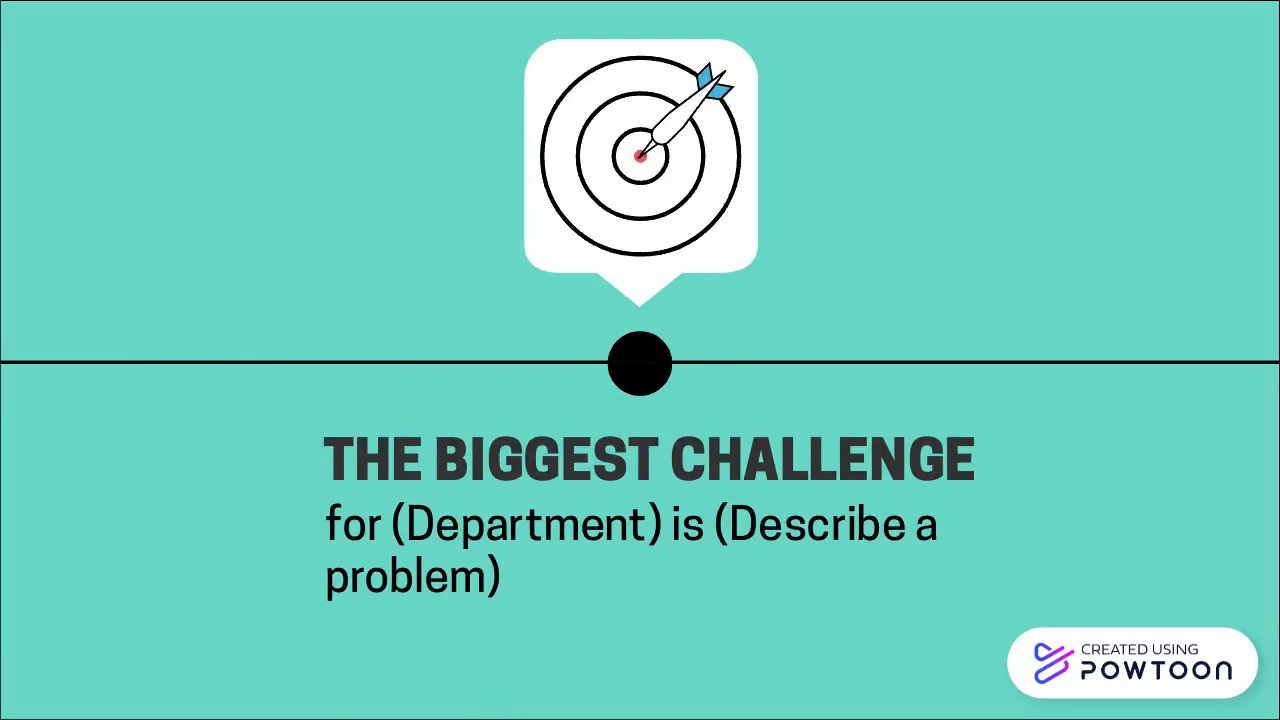 THE BIGGEST CHALLENGE
for (Department) is (Describe a
problem)
CREATED USING
POWTOON